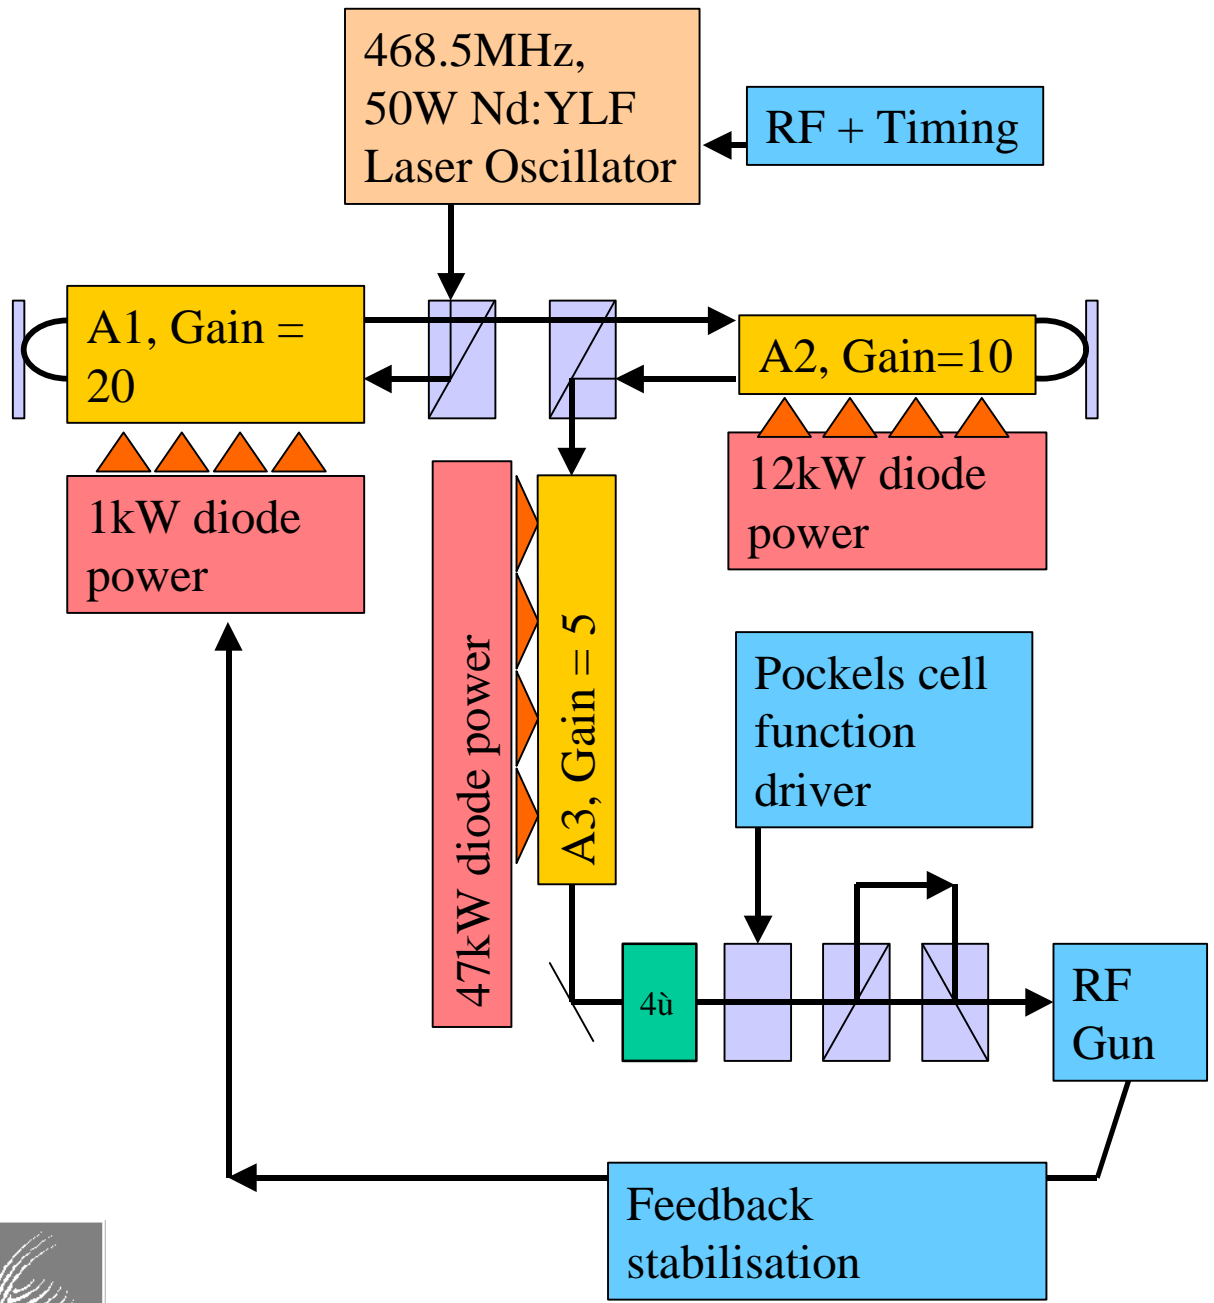 468.5MHz,
50W Nd:YLF
Laser Oscillator
RF + Timing
A1, Gain =
20
A2, Gain=10
1kW diode
power
12kW diode
power
47kW diode power
A3, Gain = 5
Pockels cell
function
driver
4ù
RF
Gun
Feedback
stabilisation